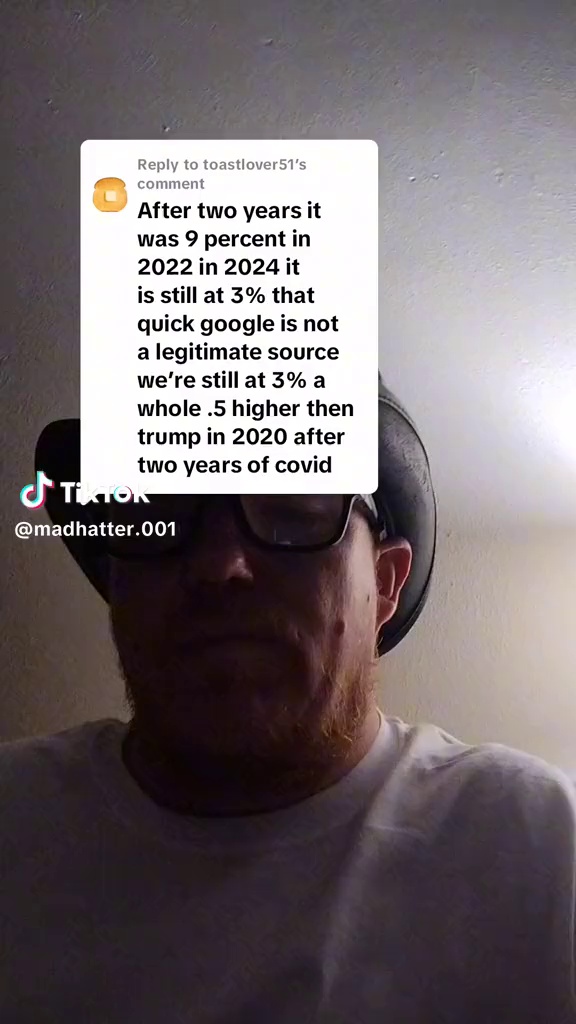 Reply to toastlover51's
comment
After two years it
was 9 percent in
2022 in 2024 it
is still at 3% that
quick google is not
a legitimate source
we're still at 3% a
whole .5 higher then
trump in 2020 after
two years of covid
TikTok
@madhatter.001